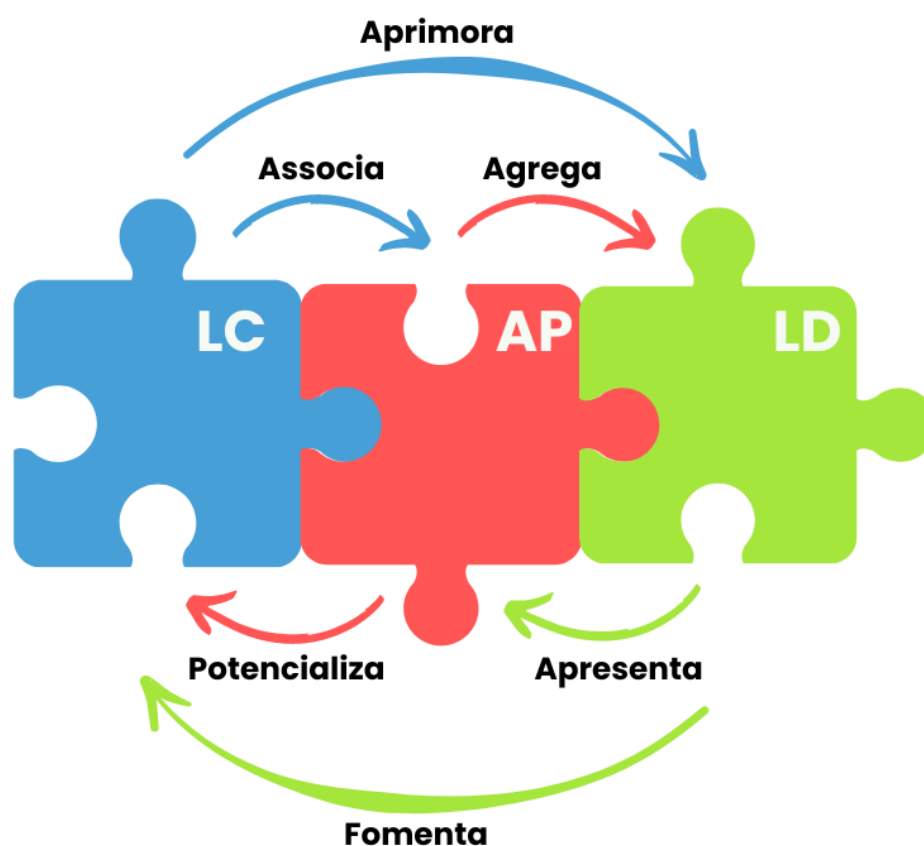 Aprimora
Associa
Agrega
LC
AP
LD
Potencializa
Apresenta
Fomenta